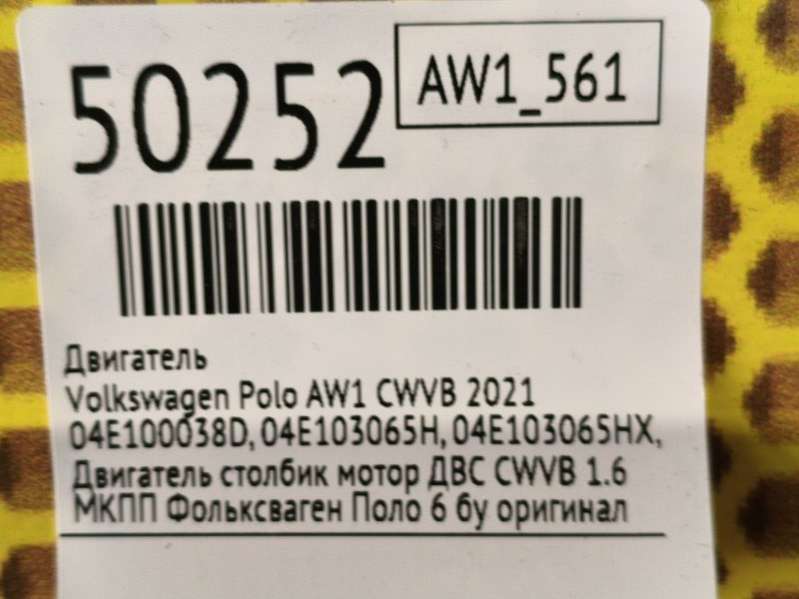 50252
AW1_561
Двигатель
Volkswagen Polo AW1 CWVB 2021
04E100038D, 04E103065H, 04E103065HX,
Двигатель столбик мотор ДВС CWVB 1.6
МКПП Фольксваген Поло 6 бу оригинал